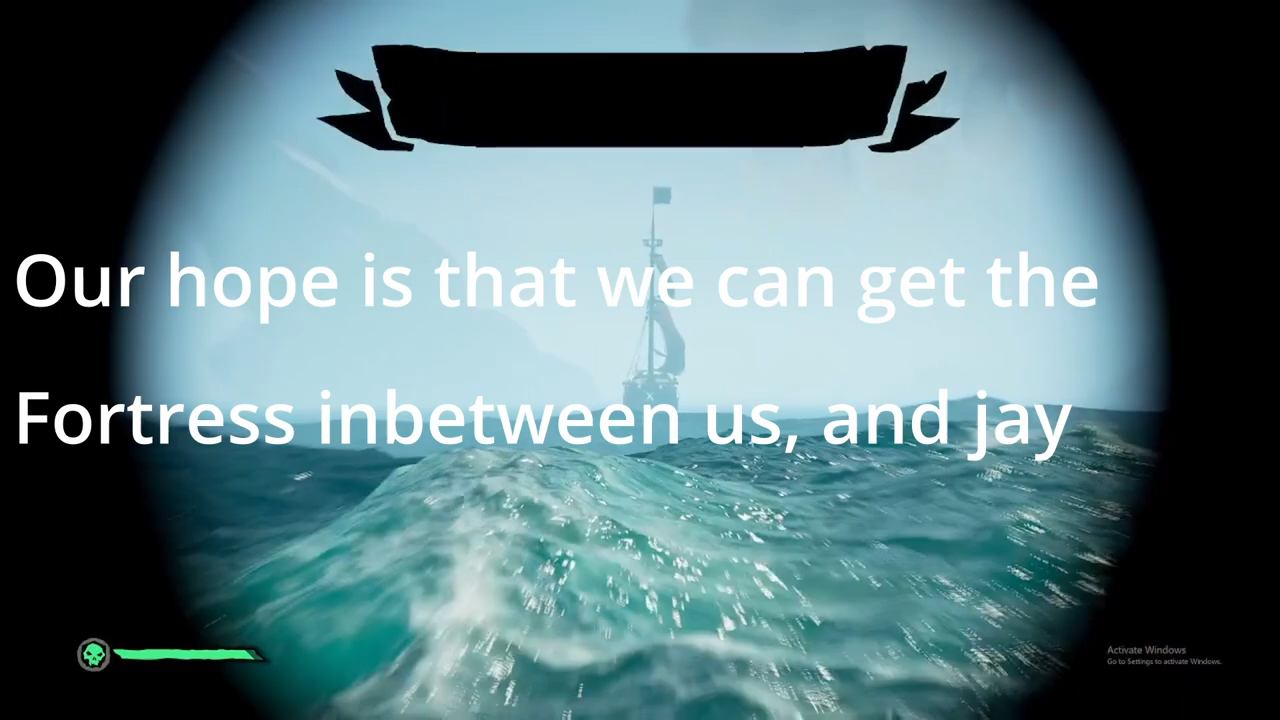 Our hope is that we can get the
Fortress inbetween us, and jay
Activate Windows
Go to Settings to activate Windows.